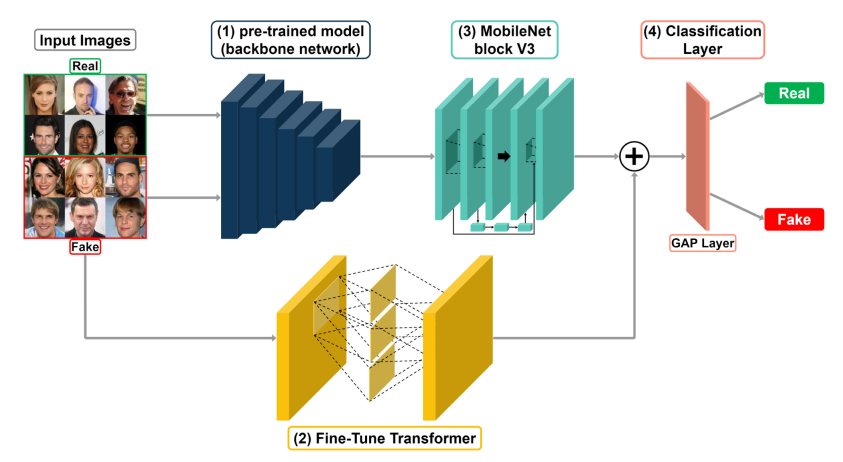 Input Images
Real
Fake
(1) pre-trained model
(backbone network)
(3) MobileNet
block V3
(4) Classification
Layer
Real
Fake
GAP Layer
(2) Fine-Tune Transformer